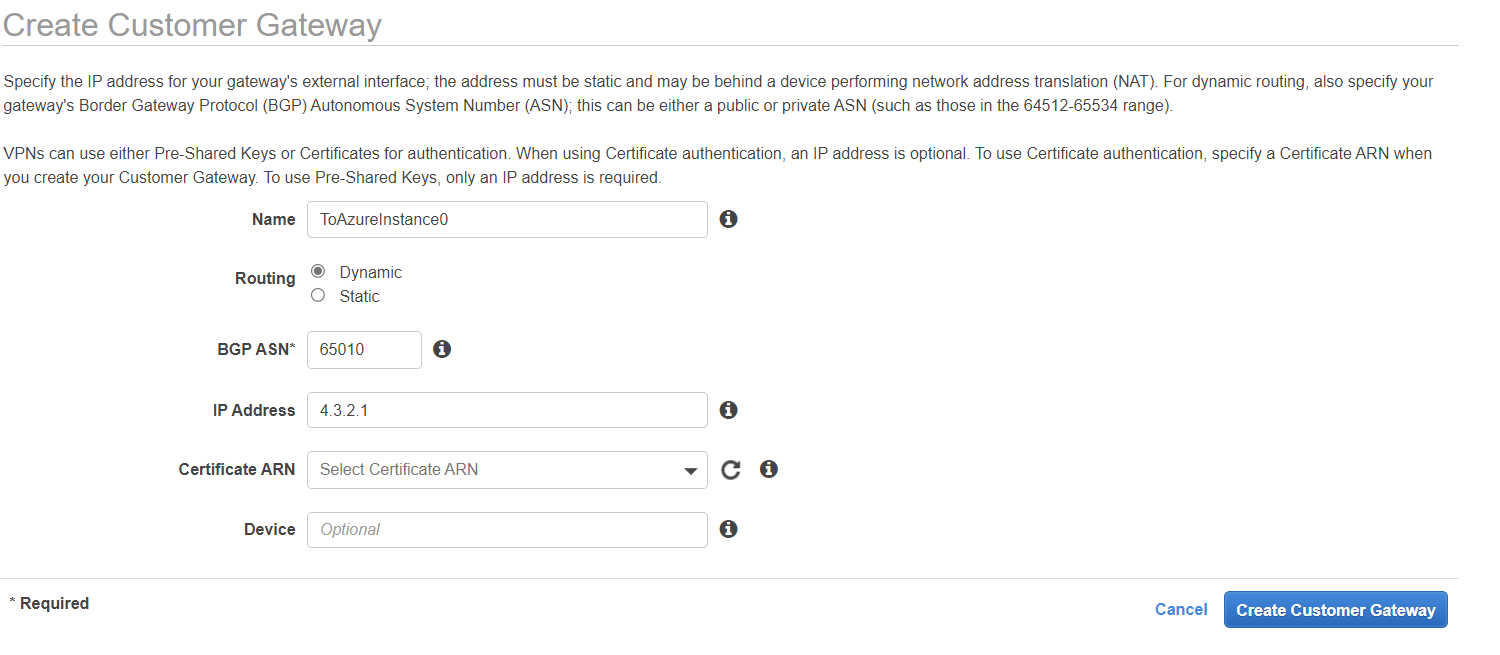 Create Customer Gateway
Specify the IP address for your gateway's external interface; the address must be static and may be behind a device performing network address translation (NAT). For dynamic routing, also specify your
gateway's Border Gateway Protocol (BGP) Autonomous System Number (ASN); this can be either a public or private ASN (such as those in the 64512-65534 range).
VPNs can use either Pre-Shared Keys or Certificates for authentication. When using Certificate authentication, an IP address is optional. To use Certificate authentication, specify a Certificate ARN when
you create your Customer Gateway. To use Pre-Shared Keys, only an IP address is required.
Name ToAzureInstance0
Routing Dynamic
Static
BGP ASN* 65010
IP Address 4.3.2.1
Certificate ARN Select Certificate ARN
Device Optional
* Required
Cancel Create Customer Gateway